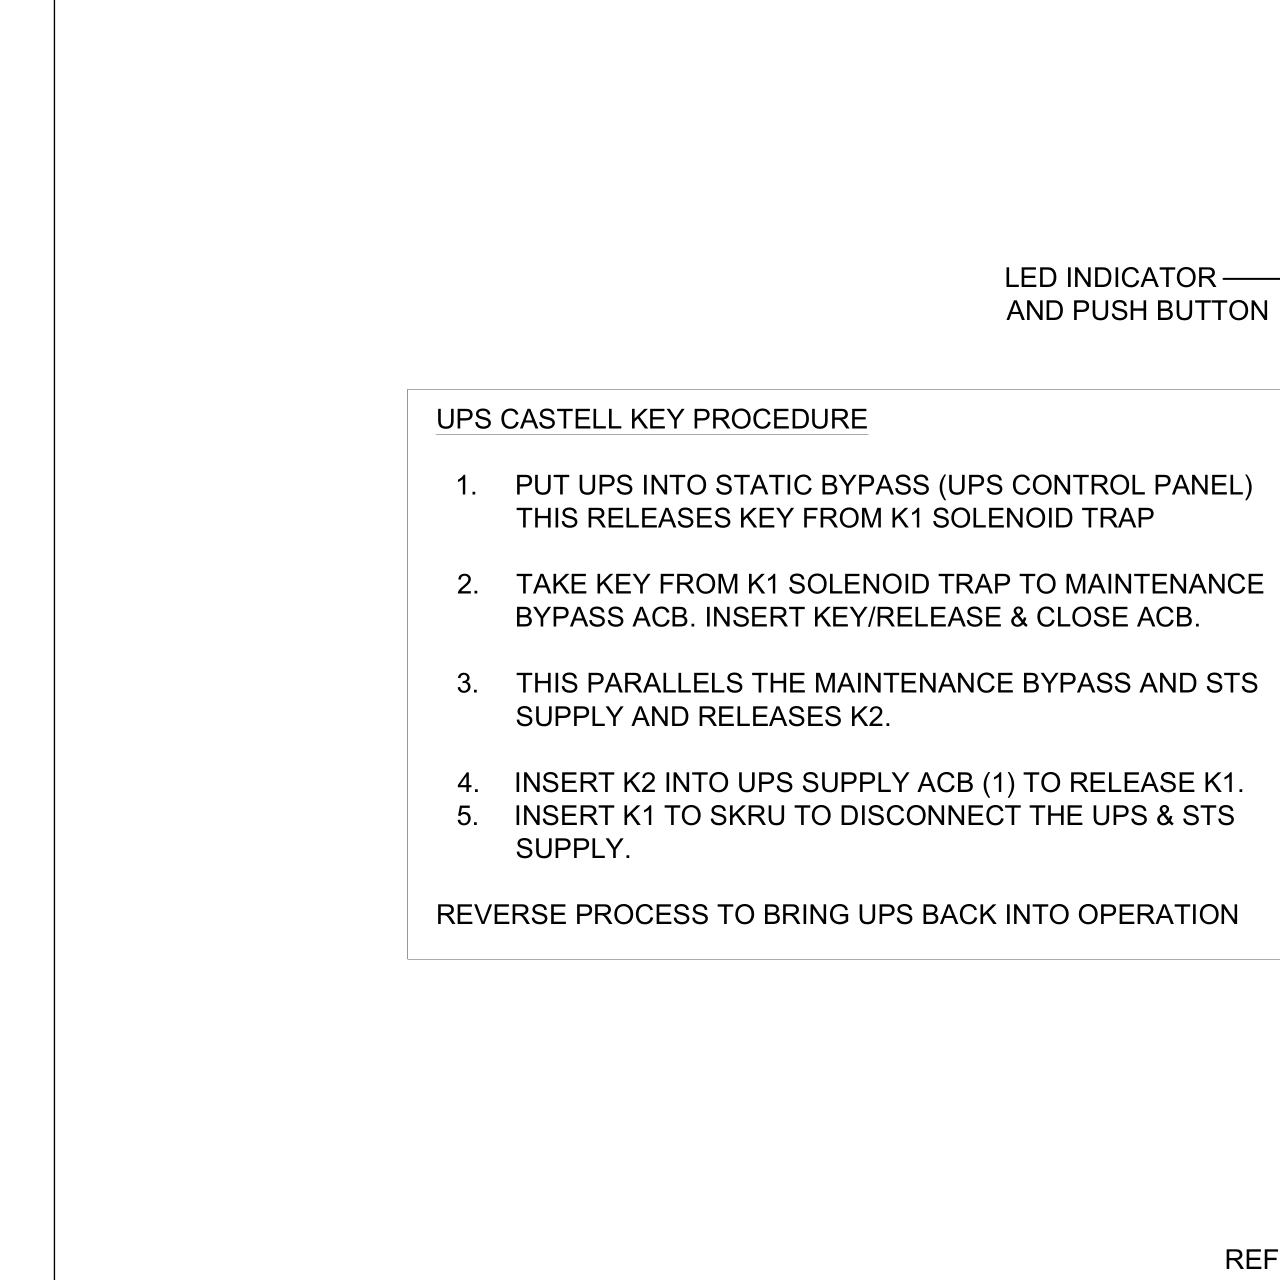 LED INDICATOR
AND PUSH BUTTON
UPS CASTELL KEY PROCEDURE
1. PUT UPS INTO STATIC BYPASS (UPS CONTROL PANEL)
THIS RELEASES KEY FROM K1 SOLENOID TRAP
2. TAKE KEY FROM K1 SOLENOID TRAP TO MAINTENANCE
BYPASS ACB. INSERT KEY/RELEASE & CLOSE ACB.
3. THIS PARALLELS THE MAINTENANCE BYPASS AND STS
SUPPLY AND RELEASES K2.
4. INSERT K2 INTO UPS SUPPLY ACB (1) TO RELEASE K1.
5. INSERT K1 TO SKRU TO DISCONNECT THE UPS & STS
SUPPLY.
REVERSE PROCESS TO BRING UPS BACK INTO OPERATION
REF